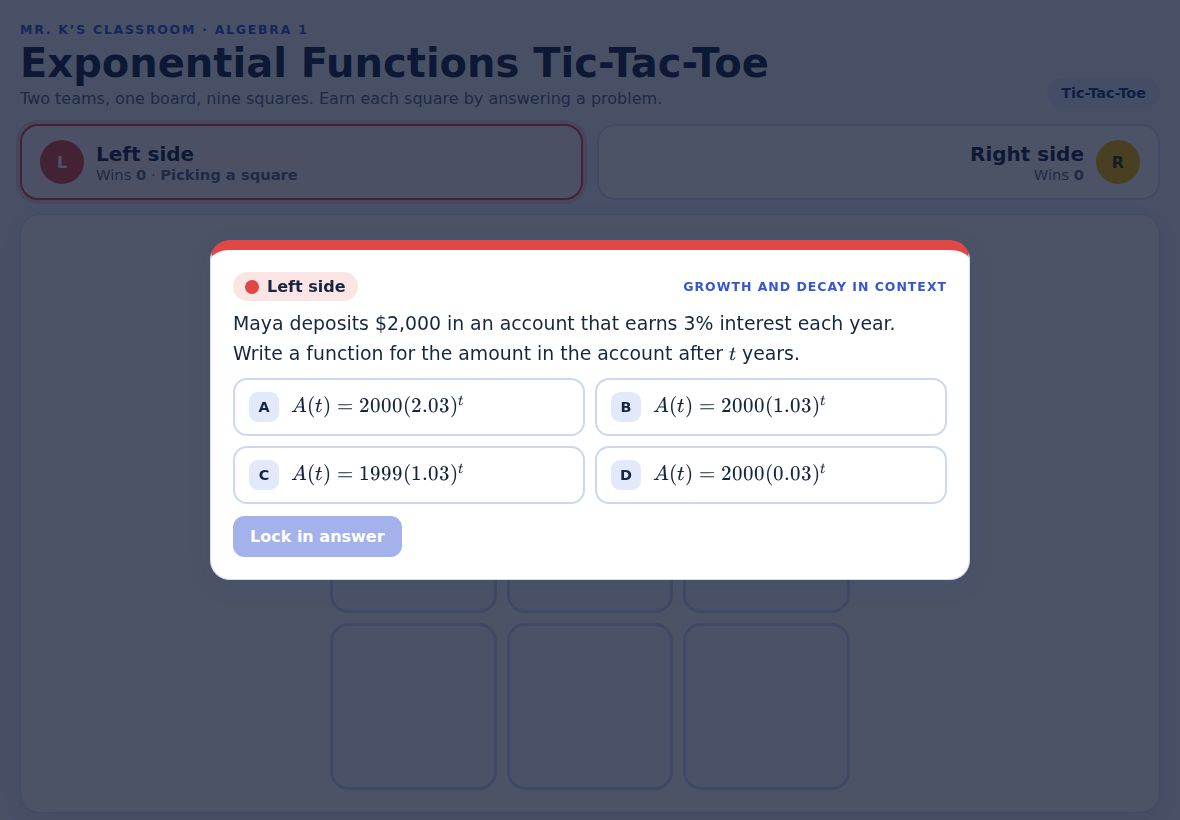 MR. K'S CLASSROOM · ALGEBRA 1
Exponential Functions Tic-Tac-Toe
Two teams, one board, nine squares. Earn each square by answering a problem.
Tic-Tac-Toe
L
Left side
Wins 0 · Picking a square
Right side
Wins 0
R
Left side
GROWTH AND DECAY IN CONTEXT
Maya deposits $2,000 in an account that earns 3% interest each year.
Write a function for the amount in the account after t years.
A A(t) = 2000(2.03)^t
B A(t) = 2000(1.03)^t
C A(t) = 1999(1.03)^t
D A(t) = 2000(0.03)^t
Lock in answer